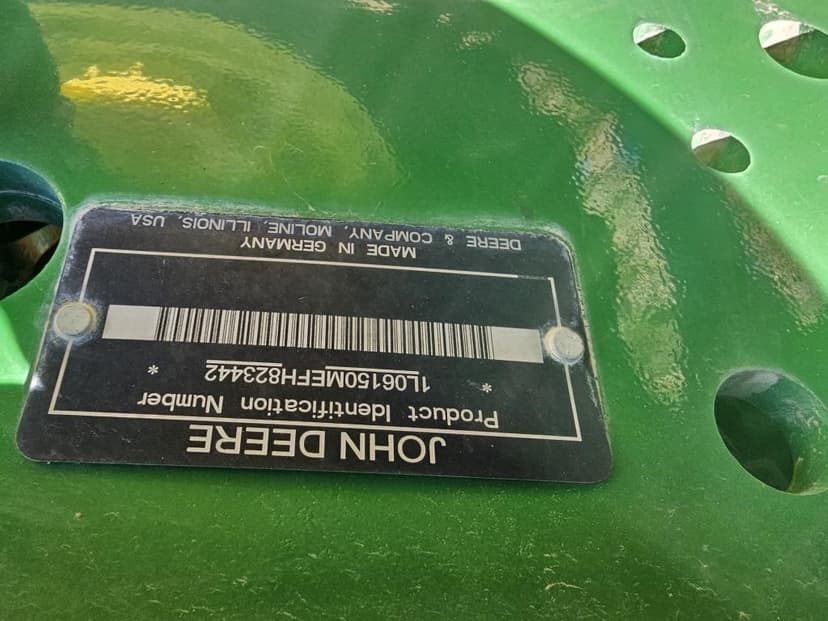 JOHN DEERE
Product Identification Number
* 1L06150MEFH823442 *
MADE IN GERMANY
DEERE & COMPANY, MOLINE, ILLINOIS, USA